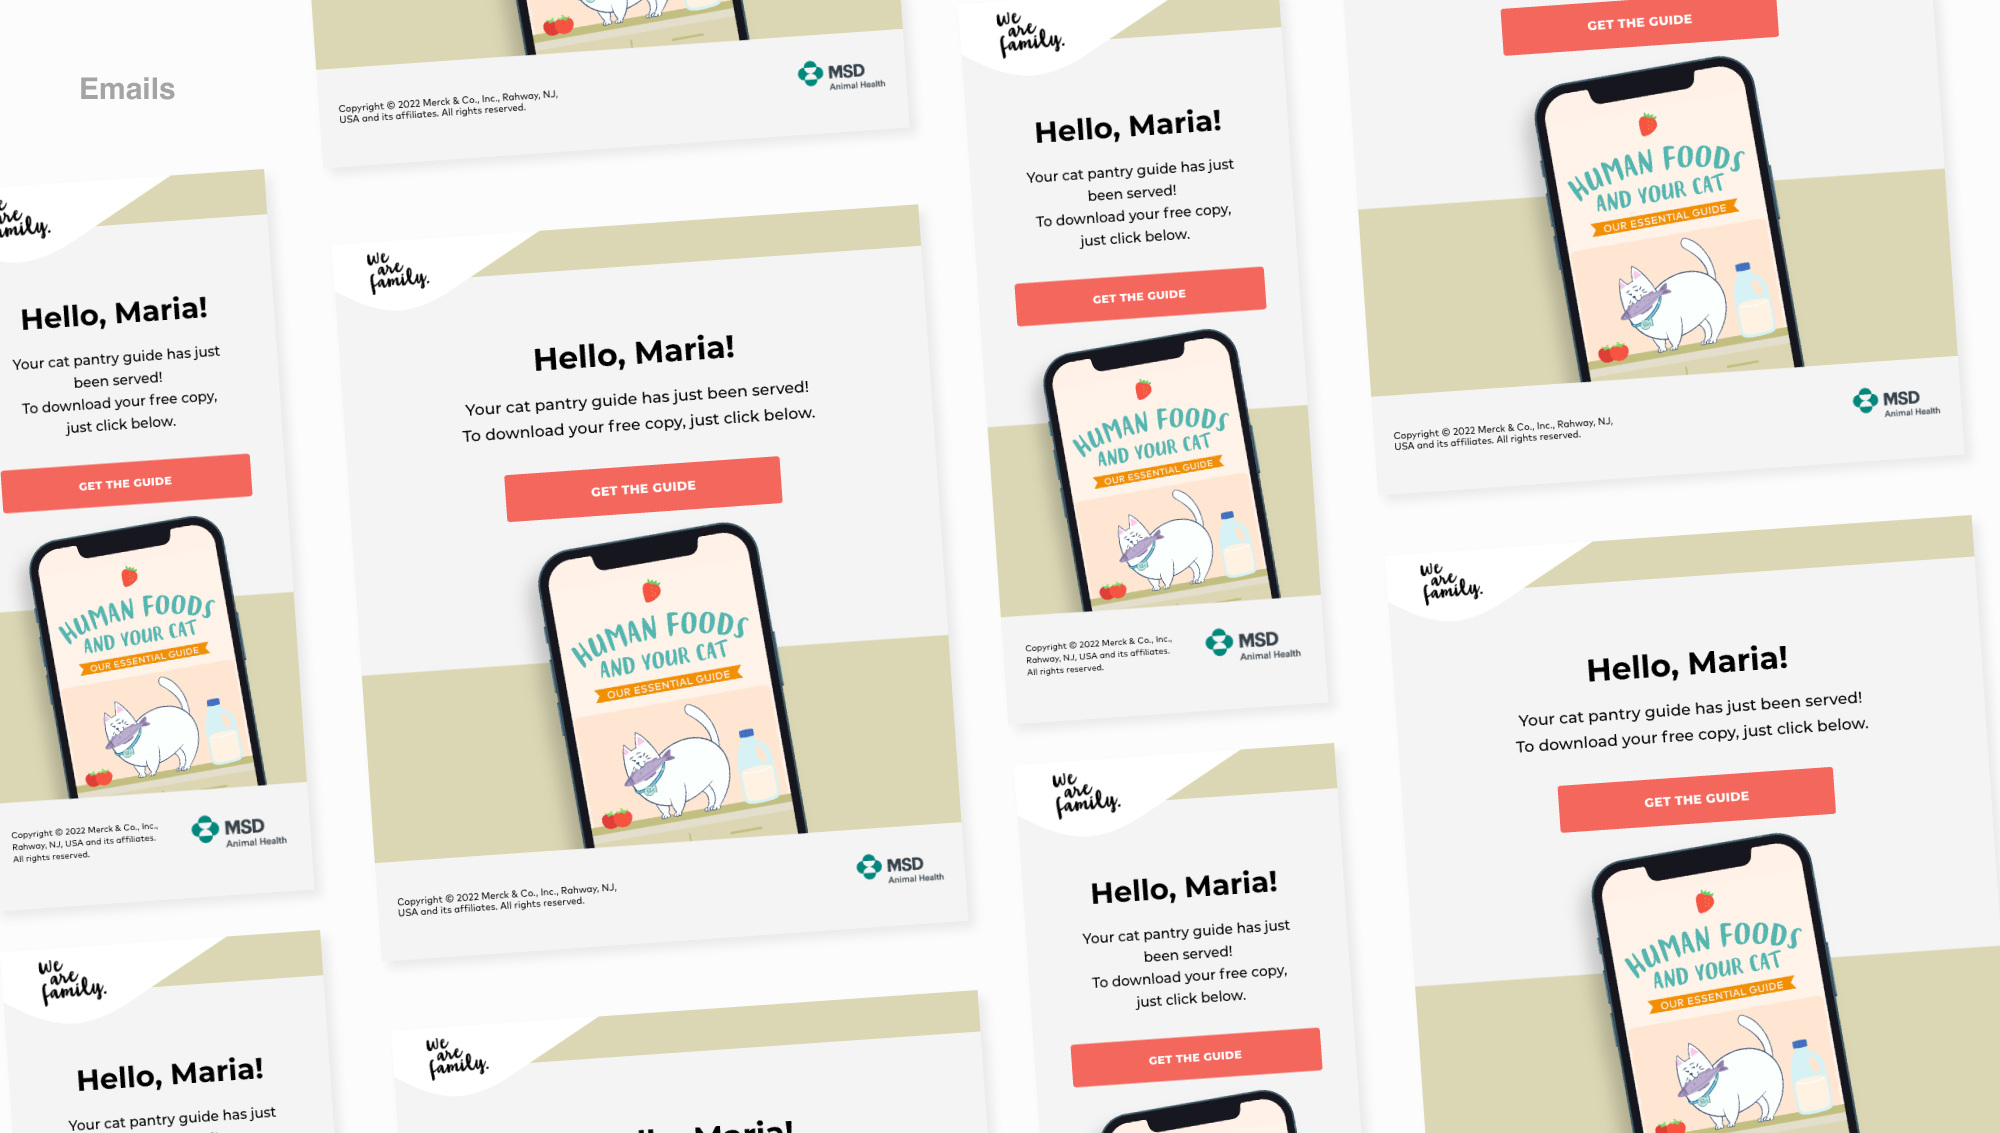 Emails
Copyright © 2022 Merck & Co., Inc., Rahway, NJ,
USA and its affiliates. All rights reserved.
MSD
Animal Health
family.
Hello, Maria!
Your cat pantry guide has just
been served!
To download your free copy,
just click below.
GET THE GUIDE
HUMAN FOODS
AND YOUR CAT
OUR ESSENTIAL GUIDE
Copyright © 2022 Merck & Co., Inc.,
Rahway, NJ, USA and its affiliates.
All rights reserved.
MSD
Animal Health
we
are
family.
Hello, Maria!
Your cat pantry guide has just
we
are
family.
Hello, Maria!
Your cat pantry guide has just been served!
To download your free copy, just click below.
GET THE GUIDE
HUMAN FOODS
AND YOUR CAT
OUR ESSENTIAL GUIDE
Copyright © 2022 Merck & Co., Inc., Rahway, NJ,
USA and its affiliates. All rights reserved.
MSD
Animal Health
we
are
family.
Maria!
we
are
family.
Hello, Maria!
Your cat pantry guide has just
been served!
To download your free copy,
just click below.
GET THE GUIDE
HUMAN FOODS
AND YOUR CAT
OUR ESSENTIAL GUIDE
Copyright © 2022 Merck & Co., Inc.,
Rahway, NJ, USA and its affiliates.
All rights reserved.
MSD
Animal Health
we
are
family.
Hello, Maria!
Your cat pantry guide has just
been served!
To download your free copy,
just click below.
GET THE GUIDE
GET THE GUIDE
HUMAN FOODS
AND YOUR CAT
OUR ESSENTIAL GUIDE
Copyright © 2022 Merck & Co., Inc., Rahway, NJ,
USA and its affiliates. All rights reserved.
MSD
Animal Health
we
are
family.
Hello, Maria!
Your cat pantry guide has just been served!
To download your free copy, just click below.
GET THE GUIDE
HUMAN FOODS
AND YOUR CAT
OUR ESSENTIAL GUIDE